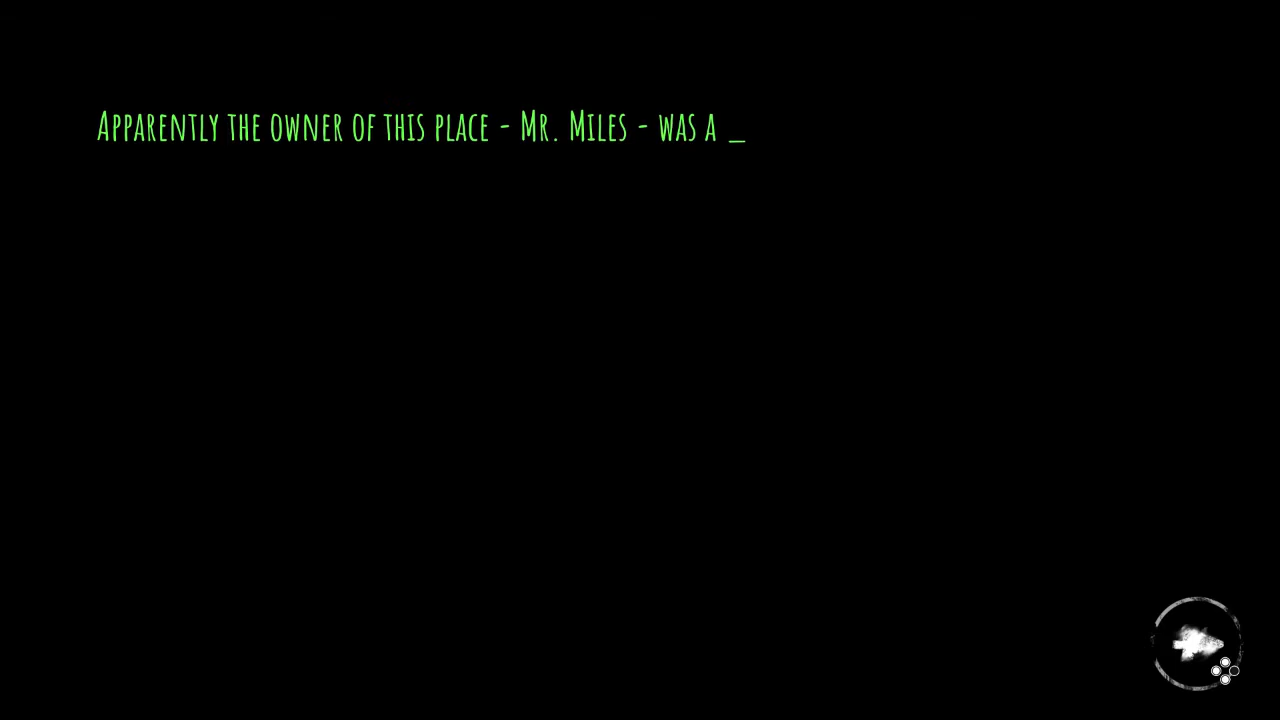 Apparently the owner of this place - Mr. Miles - was a _